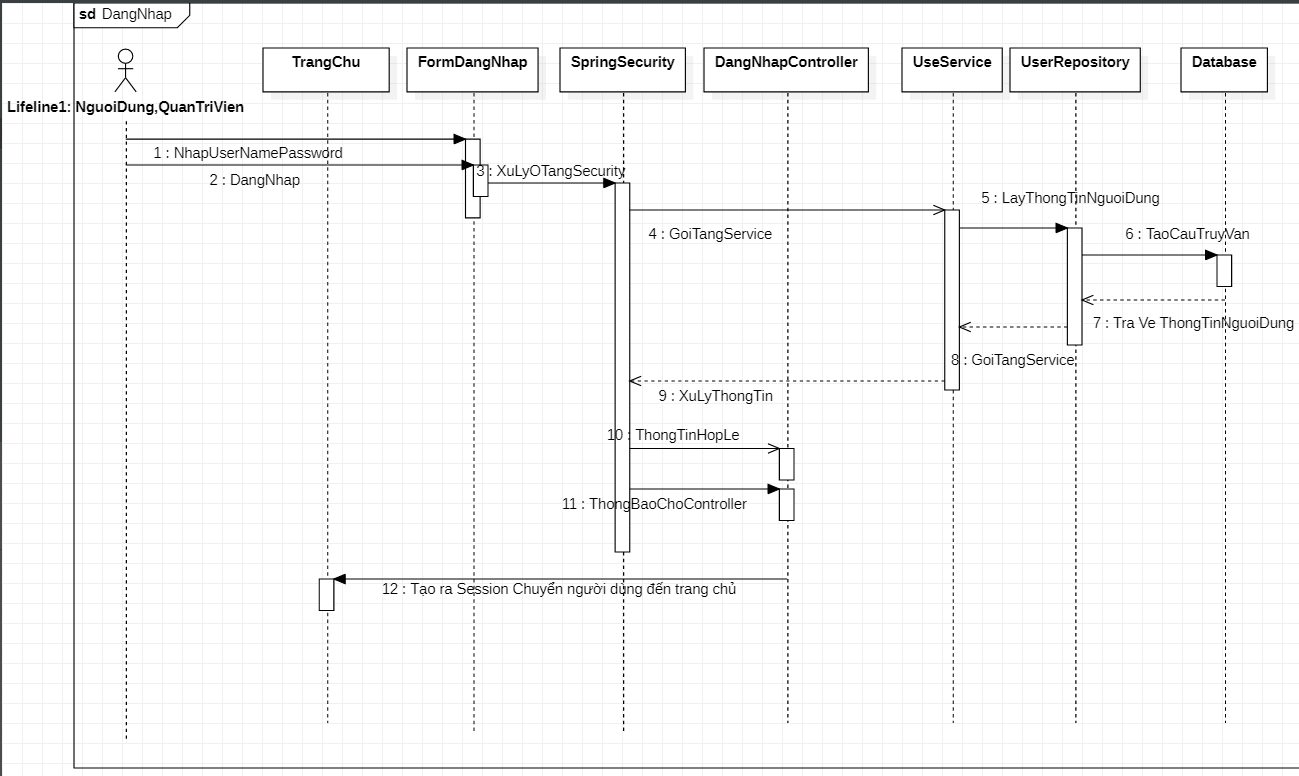 sd DangNhap
TrangChu
FormDangNhap
SpringSecurity
DangNhapController
UseService
UserRepository
Database
Lifeline1: NguoiDung,QuanTriVien
1 : NhapUserNamePassword
2 : DangNhap
3 : XuLyOTangSecurity
4 : GoiTangService
5 : LayThongTinNguoiDung
6 : TaoCauTruyVan
7 : Tra Ve ThongTinNguoiDung
8 : GoiTangService
9 : XuLyThongTin
10 : ThongTinHopLe
11 : ThongBaoChoController
12 : Tạo ra Session Chuyển người dùng đến trang chủ